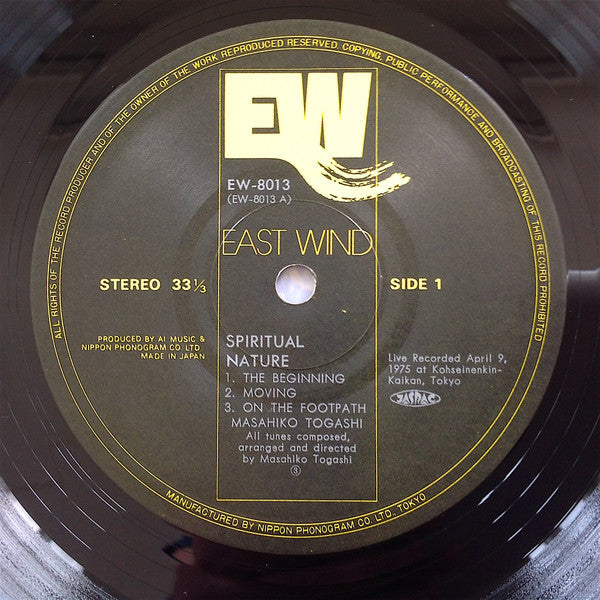 ALL RIGHTS OF THE RECORD PRODUCER AND OF THE OWNER OF THE WORK REPRODUCED RESERVED. COPYING, PUBLIC PERFORMANCE AND BROADCASTING OF THIS RECORD PROHIBITED
EW
EW-8013
(EW-8013 A)
EAST WIND
STEREO 33⅓
SIDE 1
PRODUCED BY AI MUSIC &
NIPPON PHONOGRAM CO. LTD.
MADE IN JAPAN
SPIRITUAL
NATURE
1. THE BEGINNING
2. MOVING
3. ON THE FOOTPATH
MASAHIKO TOGASHI
All tunes composed,
arranged and directed
by Masahiko Togashi
③
Live Recorded April 9,
1975 at Kohseinenkin-
Kaikan, Tokyo
JASRAC
MANUFACTURED BY NIPPON PHONOGRAM CO. LTD., TOKYO